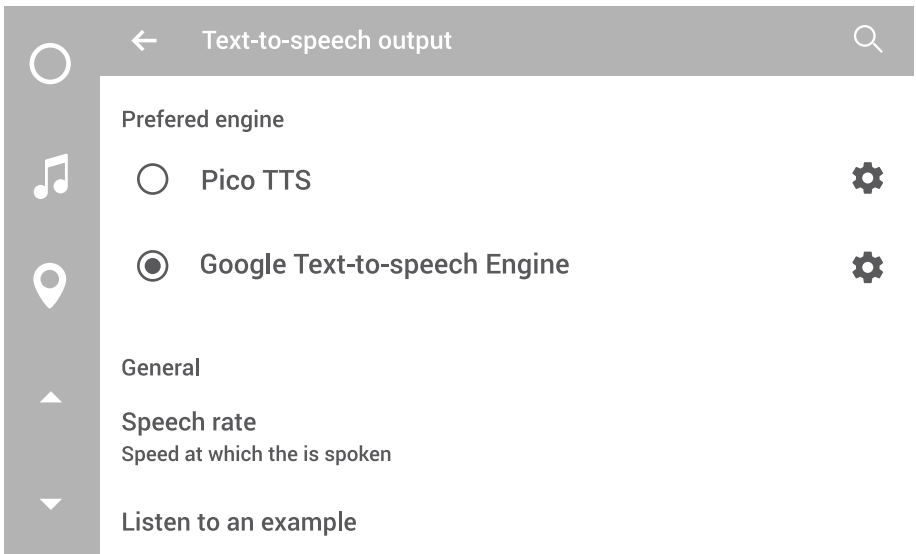 Text-to-speech output
Prefered engine
Pico TTS
Google Text-to-speech Engine
General
Speech rate
Speed at which the is spoken
Listen to an example